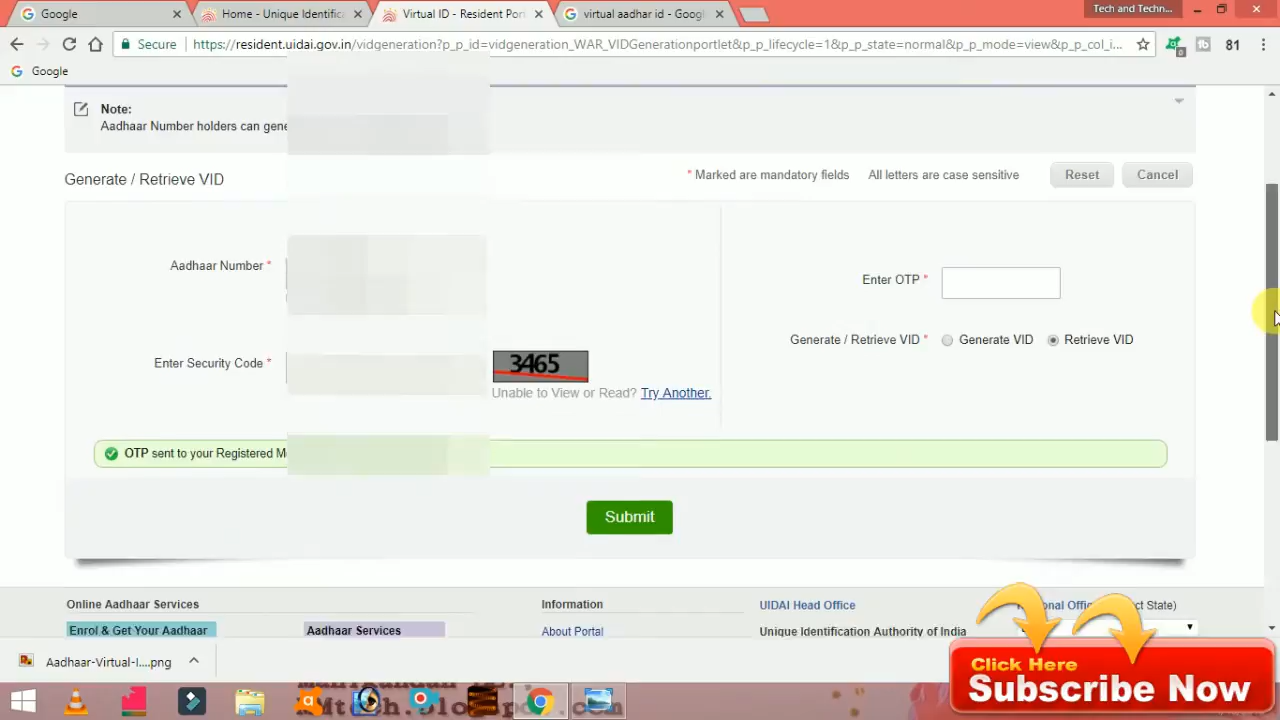 Google
Home - Unique Identific
Virtual ID - Resident Por
virtual aadhar id - Goog
Tech and Techn...
Secure
https://resident.uidai.gov.in/vidgeneration?p_p_id=vidgeneration_WAR_VIDGenerationportlet&p_p_lifecycle=1&p_p_state=normal&p_p_mode=view&p_p_col_i...
0
81
Google
Note:
Aadhaar Number holders can gene
Generate / Retrieve VID
* Marked are mandatory fields
All letters are case sensitive
Reset
Cancel
Aadhaar Number *
Enter OTP *
Generate / Retrieve VID *
Generate VID
Retrieve VID
Enter Security Code *
3465
Unable to View or Read? Try Another.
OTP sent to your Registered M
Submit
Online Aadhaar Services
Information
UIDAI Head Office
ct State)
Enrol & Get Your Aadhaar
Aadhaar Services
About Portal
Unique Identification Authority of India
Aadhaar-Virtual-I....png
Click Here
Subscribe Now